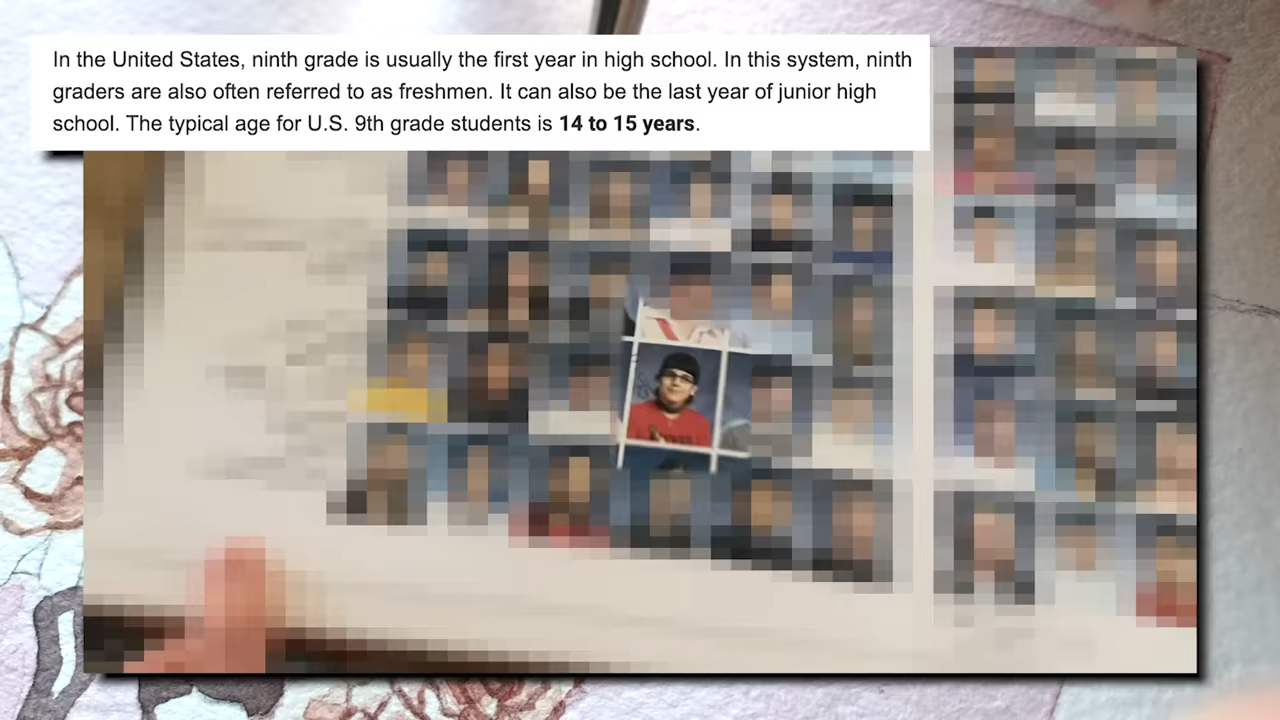 In the United States, ninth grade is usually the first year in high school. In this system, ninth
graders are also often referred to as freshmen. It can also be the last year of junior high
school. The typical age for U.S. 9th grade students is 14 to 15 years.